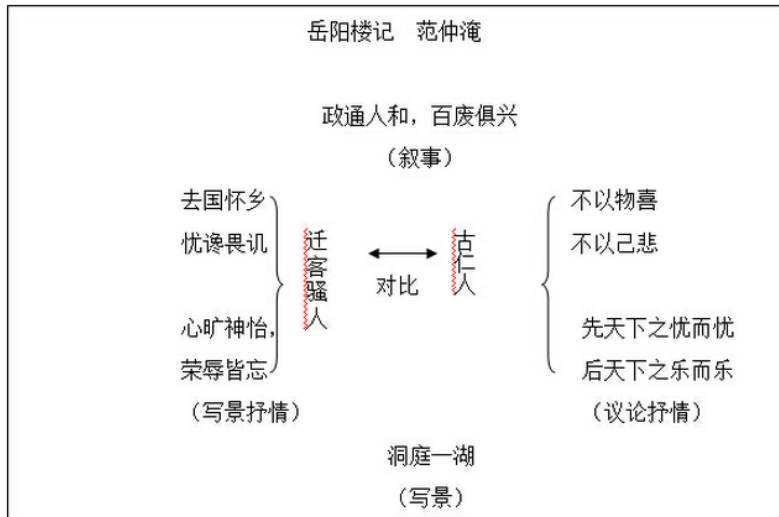 岳阳楼记 范仲淹
政通人和，百废俱兴
（叙事）
去国怀乡
忧谗畏讥
心旷神怡，
荣辱皆忘
（写景抒情）
迁客骚人
对比
古仁人
不以物喜
不以己悲
先天下之忧而忧
后天下之乐而乐
（议论抒情）
洞庭一湖
（写景）